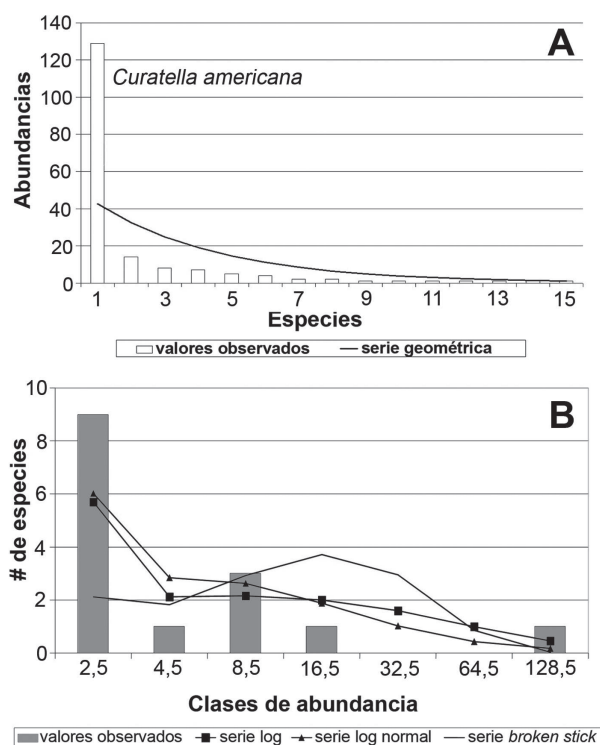 A
Abundancias
140
120
100
80
60
40
20
0
Curatella americana
1 3 5 7 9 11 13 15
Especies
valores observados serie geométrica
B
# de especies
10
8
6
4
2
0
2,5 4,5 8,5 16,5 32,5 64,5 128,5
Clases de abundancia
valores observados serie log serie log normal serie broken stick